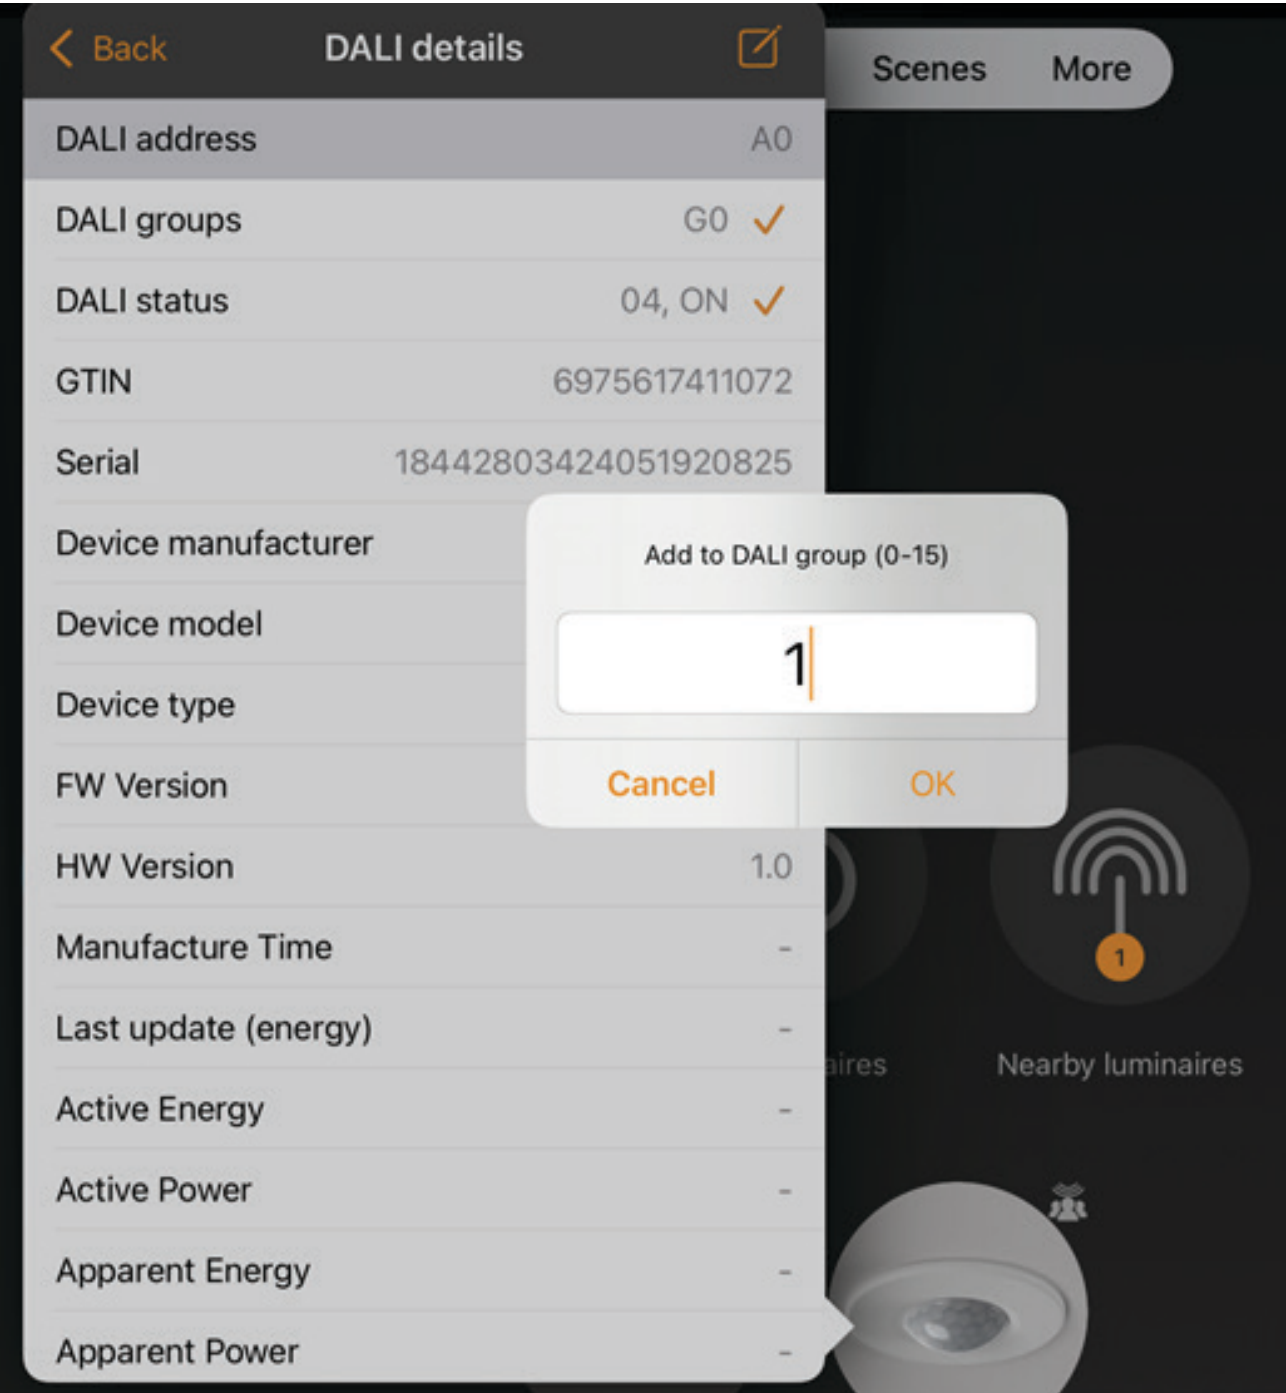 Back
DALI details
Scenes
More
DALI address A0
DALI groups G0
DALI status 04, ON
GTIN 6975617411072
Serial 18442803424051920825
Device manufacturer
Device model
Device type
FW Version
HW Version 1.0
Manufacture Time -
Last update (energy) -
Active Energy -
Active Power -
Apparent Energy -
Apparent Power -
Add to DALI group (0-15)
1
Cancel
OK
1
aires
Nearby luminaires